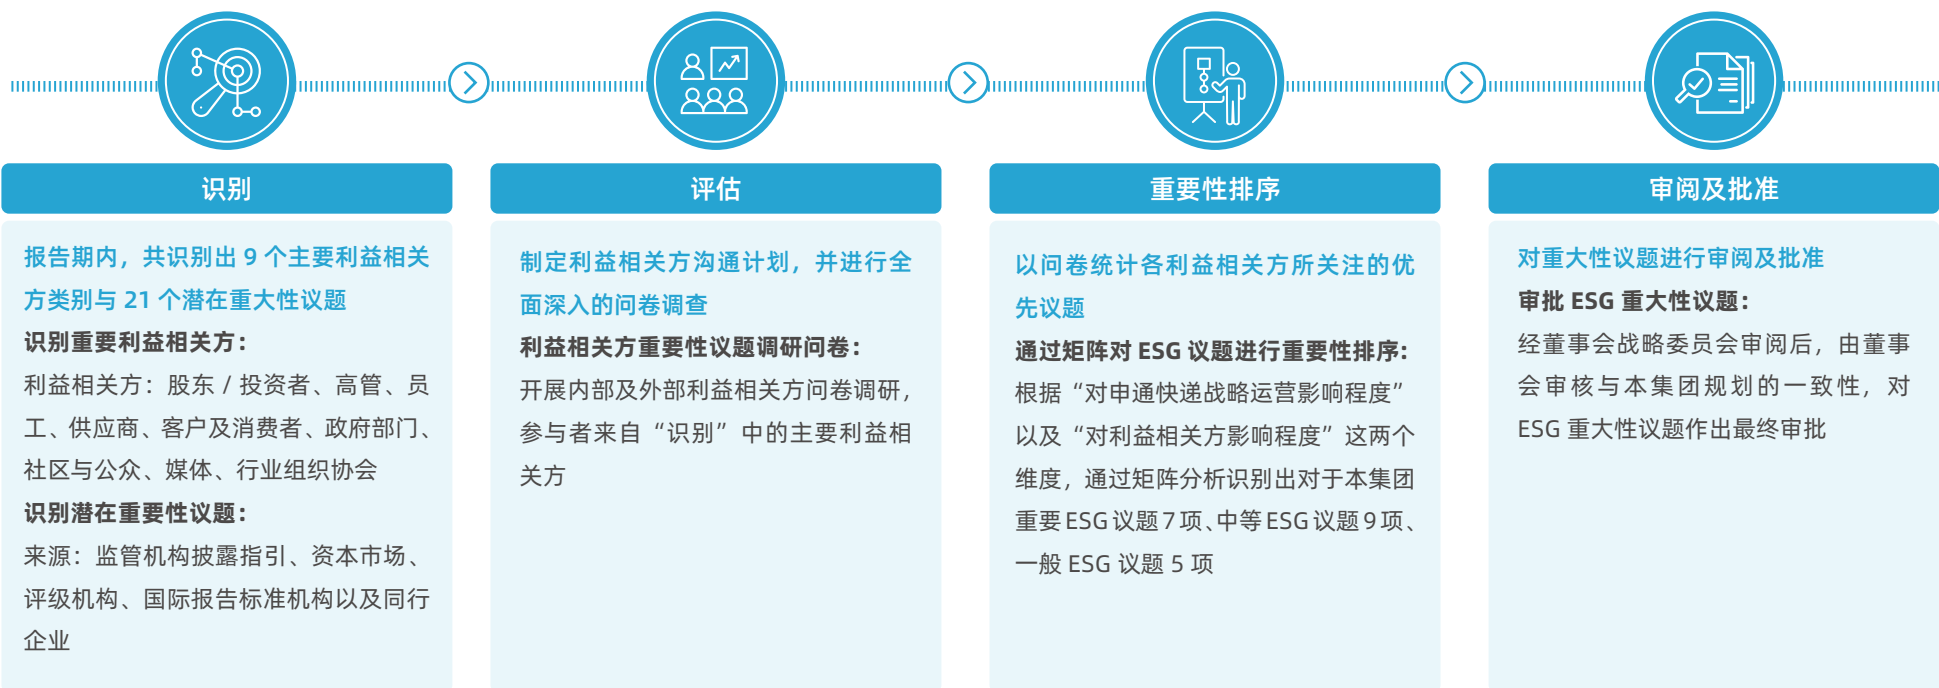 识别
报告期内，共识别出 9 个主要利益相关
方类别与 21 个潜在重大性议题
识别重要利益相关方：
利益相关方：股东 / 投资者、高管、员
工、供应商、客户及消费者、政府部门、
社区与公众、媒体、行业组织协会
识别潜在重要性议题：
来源：监管机构披露指引、资本市场、
评级机构、国际报告标准机构以及同行
企业
评估
制定利益相关方沟通计划，并进行全
面深入的问卷调查
利益相关方重要性议题调研问卷：
开展内部及外部利益相关方问卷调研，
参与者来自“识别”中的主要利益相
关方
重要性排序
以问卷统计各利益相关方所关注的优
先议题
通过矩阵对 ESG 议题进行重要性排序：
根据“对申通快递战略运营影响程度”
以及“对利益相关方影响程度”这两个
维度，通过矩阵分析识别出对于本集团
重要 ESG 议题 7 项、中等 ESG 议题 9 项、
一般 ESG 议题 5 项
审阅及批准
对重大性议题进行审阅及批准
审批 ESG 重大性议题：
经董事会战略委员会审阅后，由董事
会审核与本集团规划的一致性，对
ESG 重大性议题作出最终审批